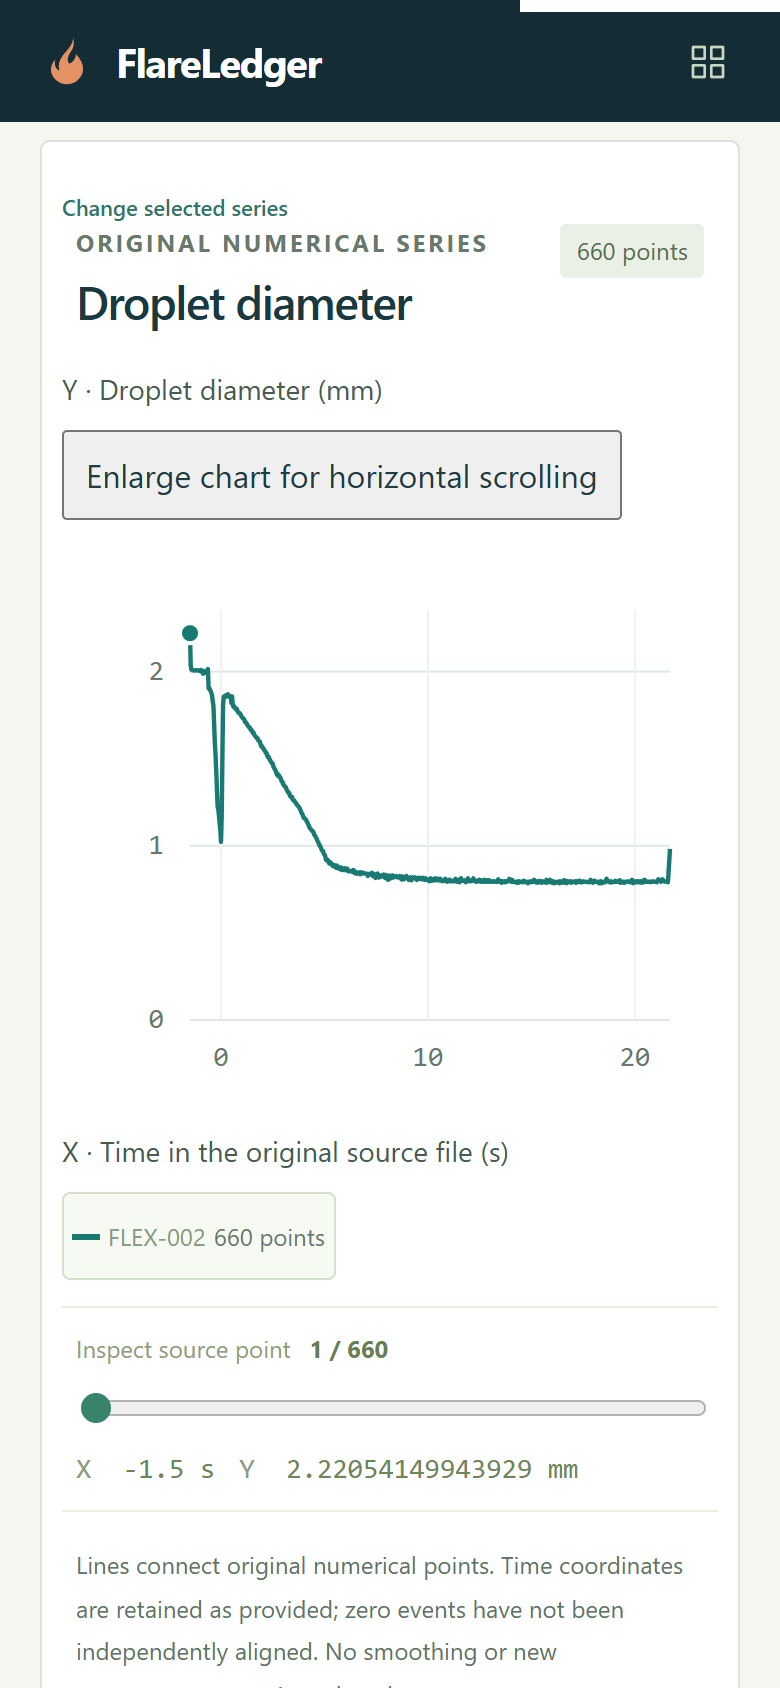 FlareLedger
Change selected series
ORIGINAL NUMERICAL SERIES
660 points
Droplet diameter
Y · Droplet diameter (mm)
Enlarge chart for horizontal scrolling
2
1
0
0 10 20
X · Time in the original source file (s)
FLEX-002 660 points
Inspect source point 1 / 660
X -1.5 s Y 2.22054149943929 mm
Lines connect original numerical points. Time coordinates
are retained as provided; zero events have not been
independently aligned. No smoothing or new